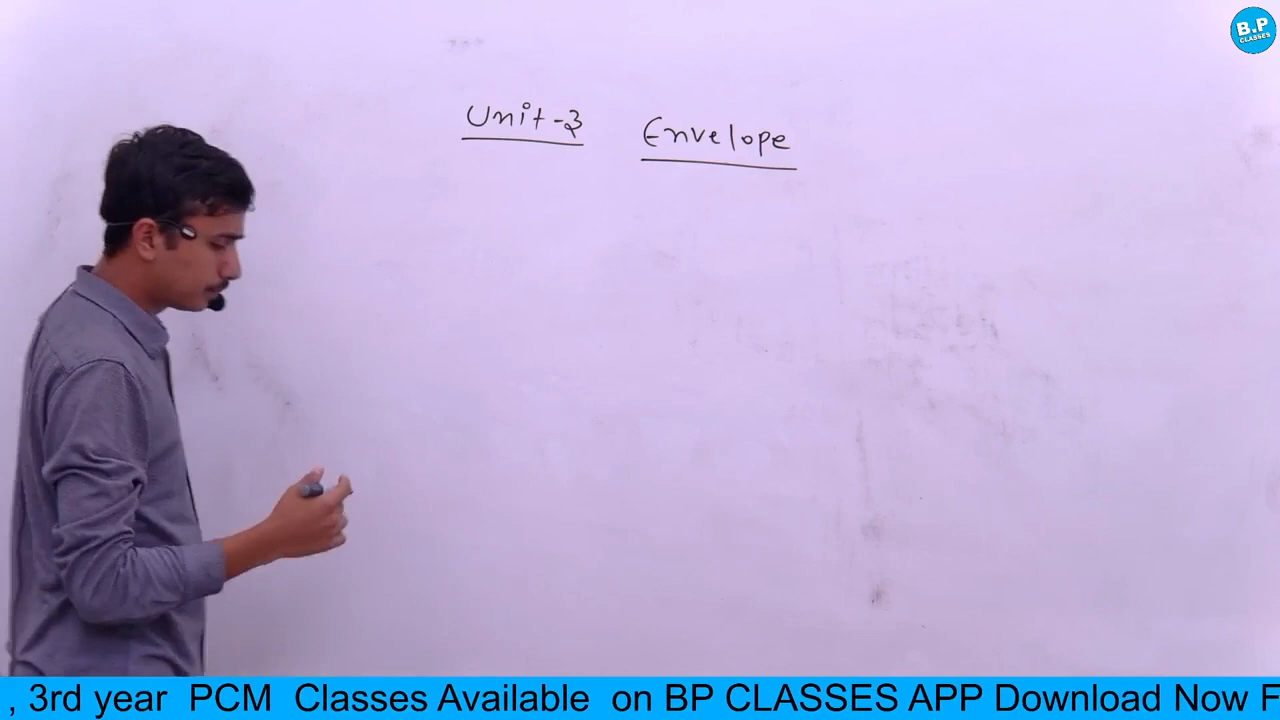 B.P
CLASSES
Unit-3 Envelope
, 3rd year PCM Classes Available on BP CLASSES APP Download Now F